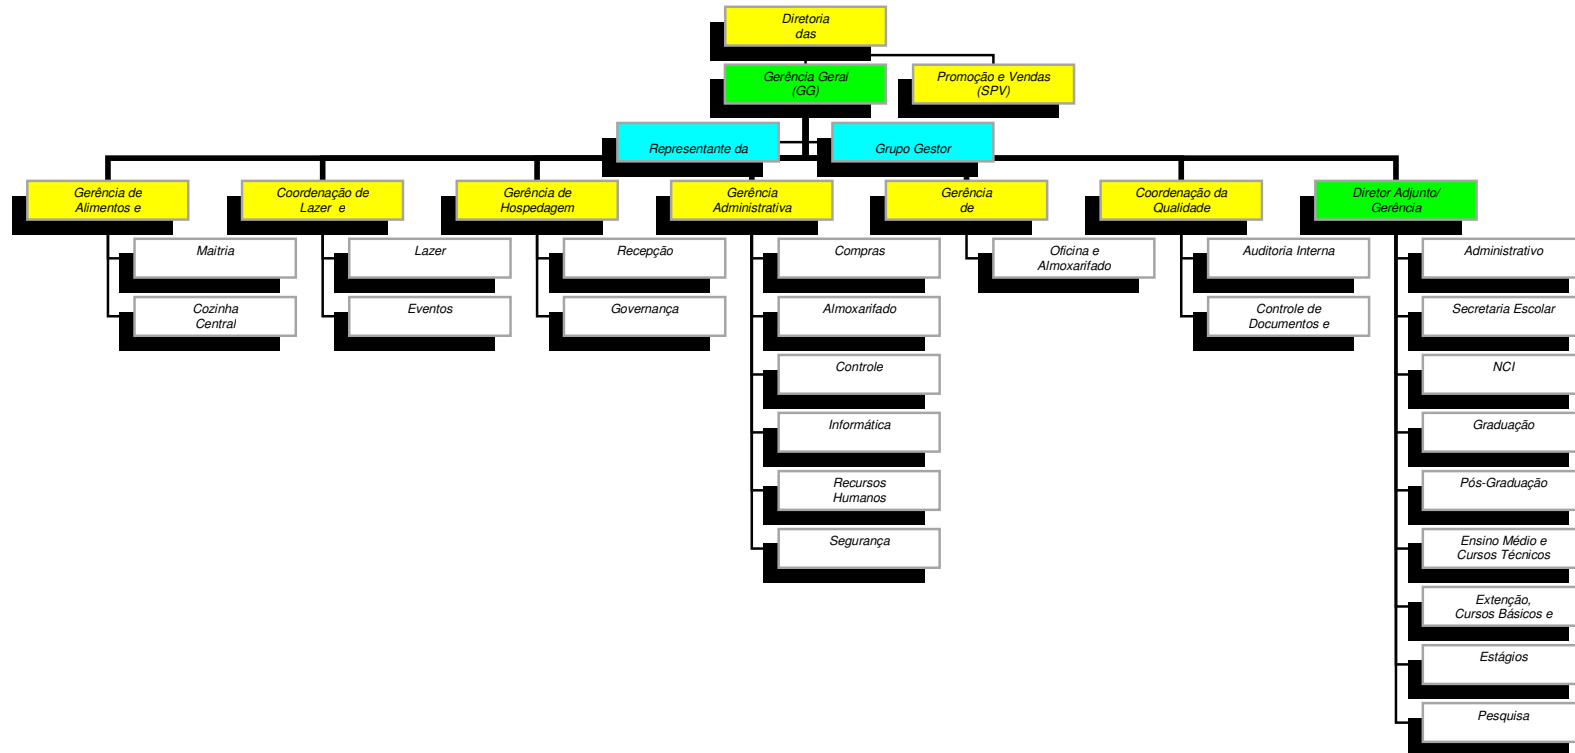 Diretoria
das
Gerência Geral
(GG)
Promoção e Vendas
(SPV)
Representante da
Grupo Gestor
Gerência de
Alimentos e
Coordenação de
Lazer e
Gerência de
Hospedagem
Gerência
Administrativa
Gerência
de
Coordenação da
Qualidade
Diretor Adjunto/
Gerência
Maitria
Cozinha
Central
Lazer
Eventos
Recepção
Governança
Compras
Almoxarifado
Controle
Informática
Recursos
Humanos
Segurança
Oficina e
Almoxarifado
Auditoria Interna
Controle de
Documentos e
Administrativo
Secretaria Escolar
NCI
Graduação
Pós-Graduação
Ensino Médio e
Cursos Técnicos
Extenção,
Cursos Básicos e
Estágios
Pesquisa